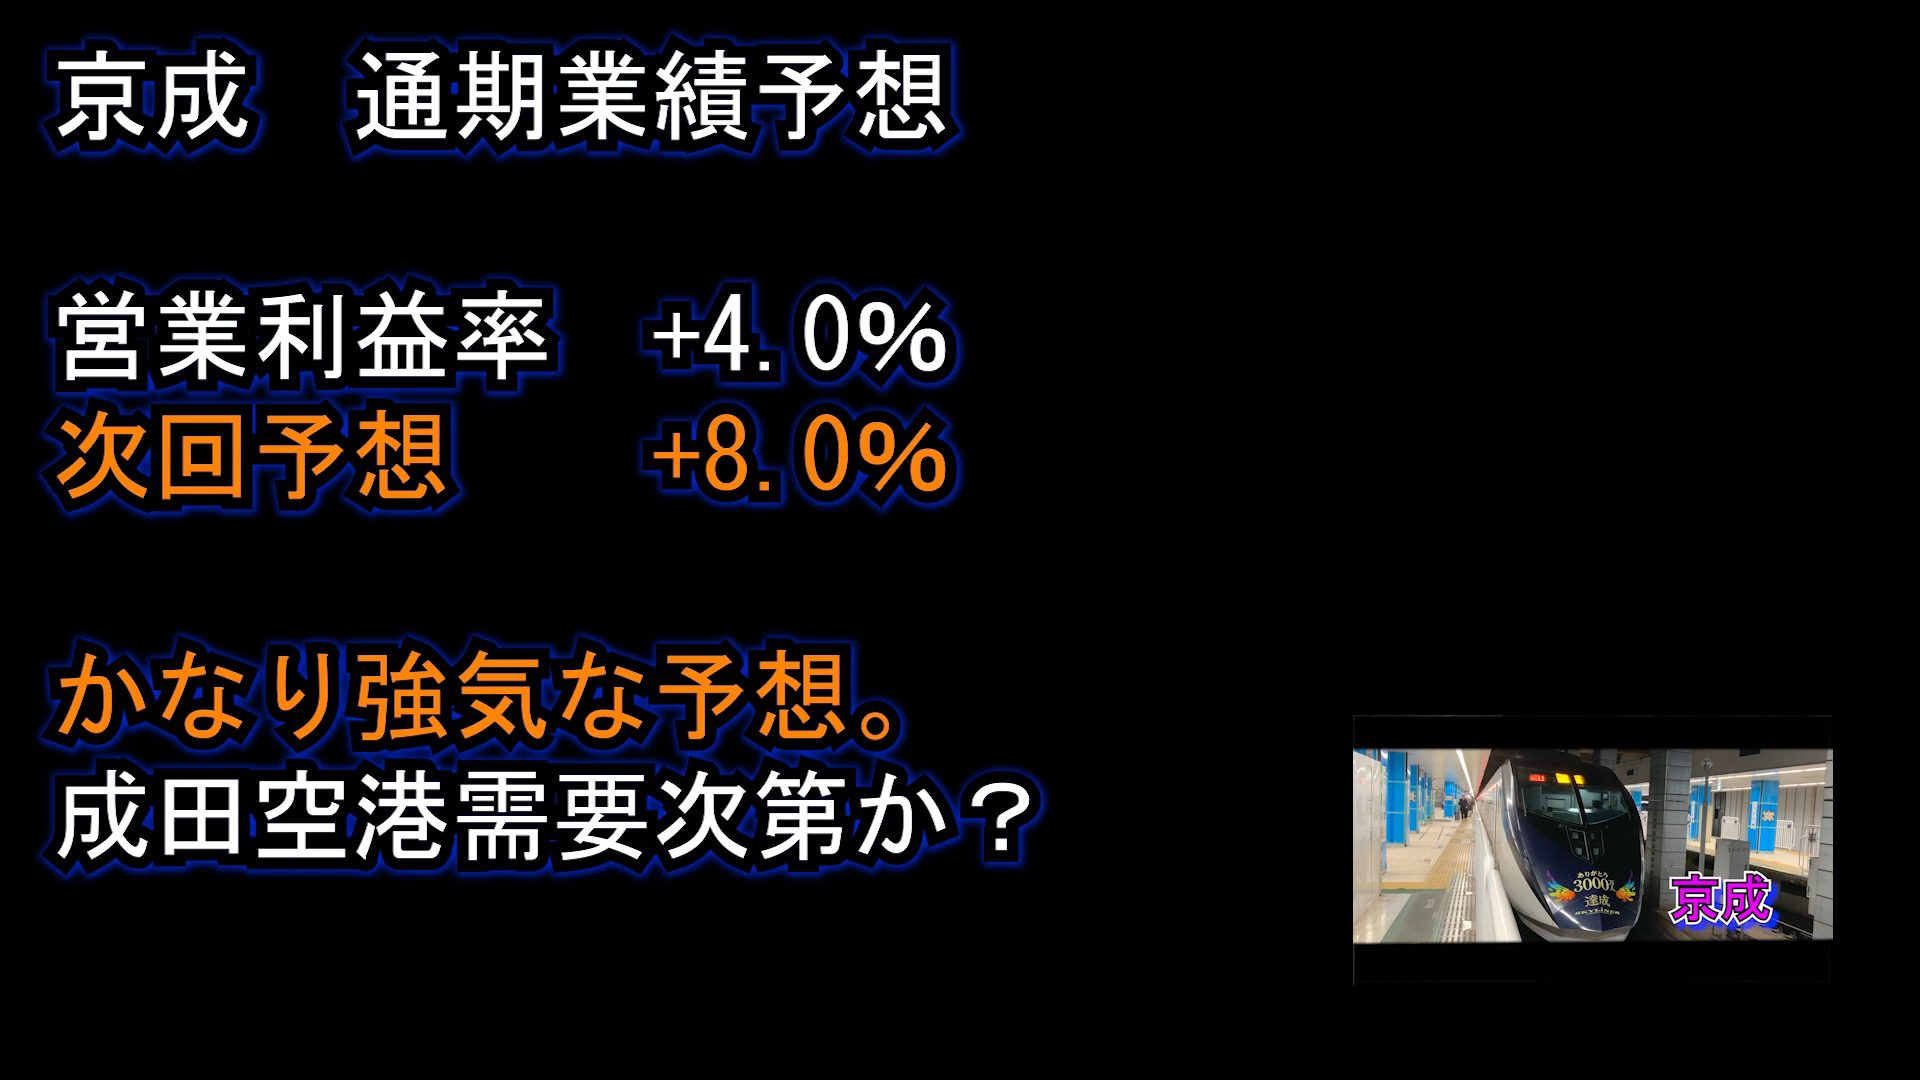 京成　通期業績予想
営業利益率　+4.0%
次回予想　　+8.0%
かなり強気な予想。
成田空港需要次第か？
ありがとう
3000万人
達成
SKYLINER
京成